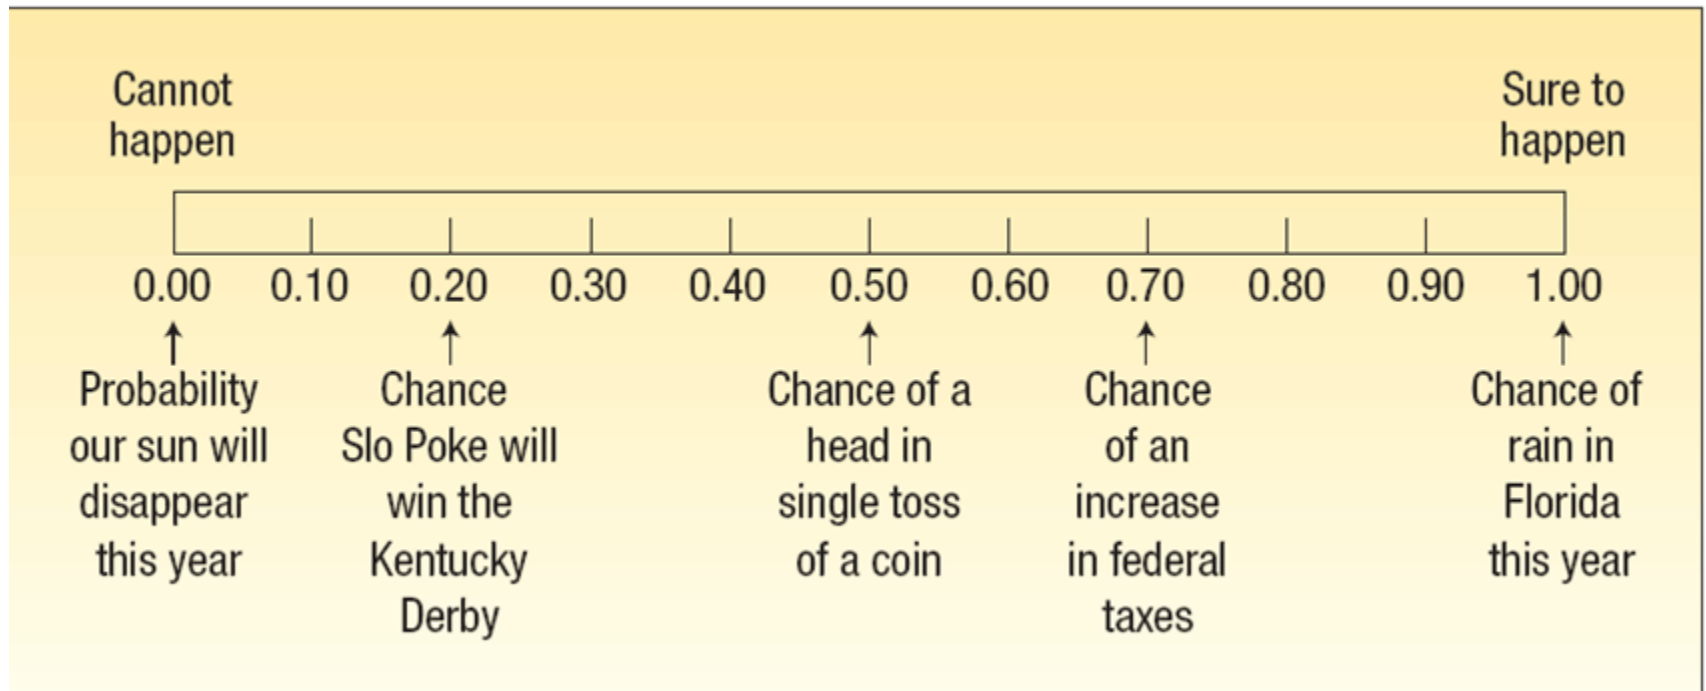 Cannot
happen
Sure to
happen
0.00 0.10 0.20 0.30 0.40 0.50 0.60 0.70 0.80 0.90 1.00
Probability
our sun will
disappear
this year
Chance
Slo Poke will
win the
Kentucky
Derby
Chance of a
head in
single toss
of a coin
Chance
of an
increase
in federal
taxes
Chance of
rain in
Florida
this year